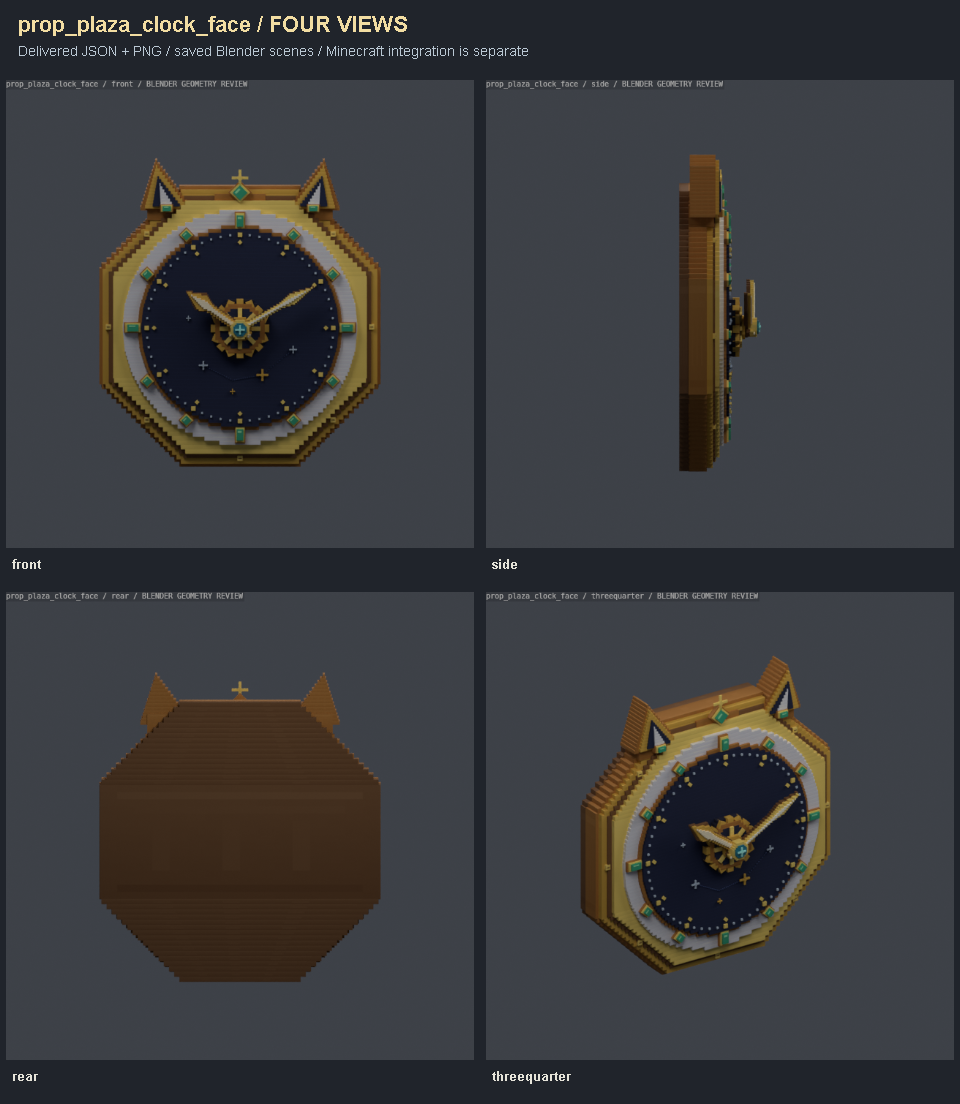 prop_plaza_clock_face / FOUR VIEWS
Delivered JSON + PNG / saved Blender scenes / Minecraft integration is separate
prop_plaza_clock_face / front / BLENDER GEOMETRY REVIEW
prop_plaza_clock_face / side / BLENDER GEOMETRY REVIEW
front
side
prop_plaza_clock_face / rear / BLENDER GEOMETRY REVIEW
prop_plaza_clock_face / threequarter / BLENDER GEOMETRY REVIEW
rear
threequarter